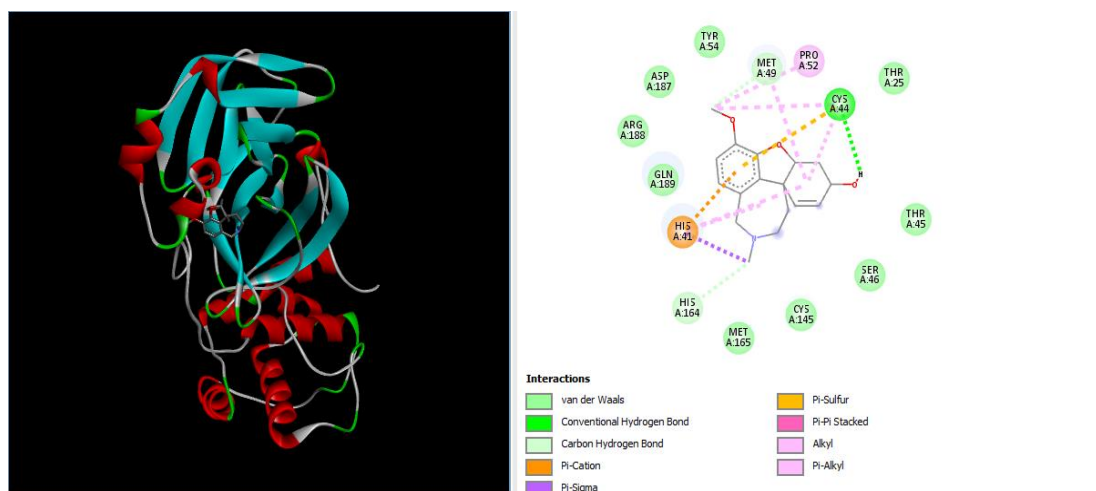 TYR
A:54
MET
A:49
PRO
A:52
ASP
A:187
THR
A:25
CYS
A:44
ARG
A:188
GLN
A:189
O
O
H
O
THR
A:45
HIS
A:41
N
SER
A:46
HIS
A:164
CYS
A:145
MET
A:165
Interactions
van der Waals
Conventional Hydrogen Bond
Carbon Hydrogen Bond
Pi-Cation
Pi-Sigma
Pi-Sulfur
Pi-Pi Stacked
Alkyl
Pi-Alkyl